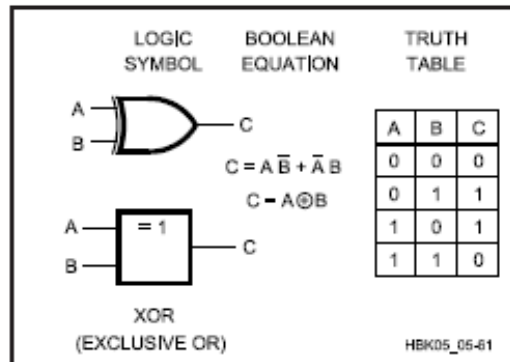 LOGIC SYMBOL
BOOLEAN EQUATION
TRUTH TABLE
A
B
C
C = A B̅ + A̅ B
C = A⊕B
A
B
= 1
C
XOR
(EXCLUSIVE OR)
A B C
0 0 0
0 1 1
1 0 1
1 1 0
HBK05_05-61